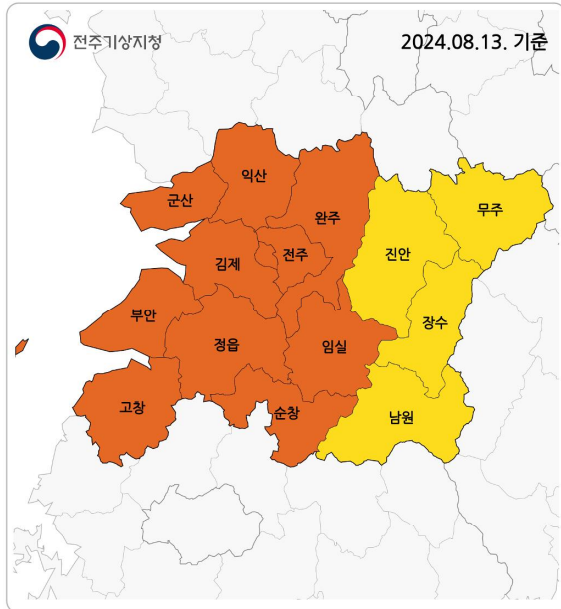 전주기상지청
2024.08.13. 기준
익산
군산
완주
무주
전주
진안
김제
부안
장수
정읍
임실
고창
순창
남원